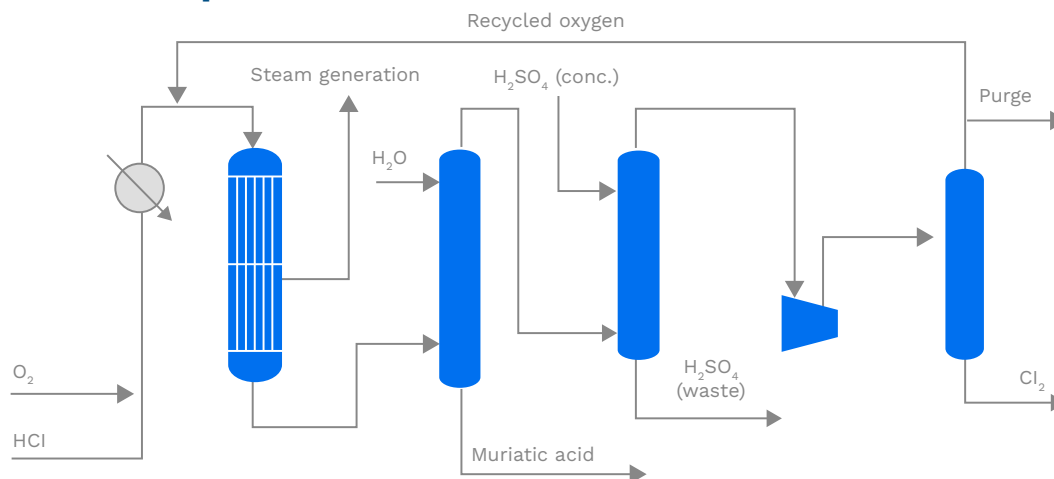 Recycled oxygen
Steam generation
H₂SO₄ (conc.)
Purge
H₂O
O₂
HCl
H₂SO₄
(waste)
Cl₂
Muriatic acid